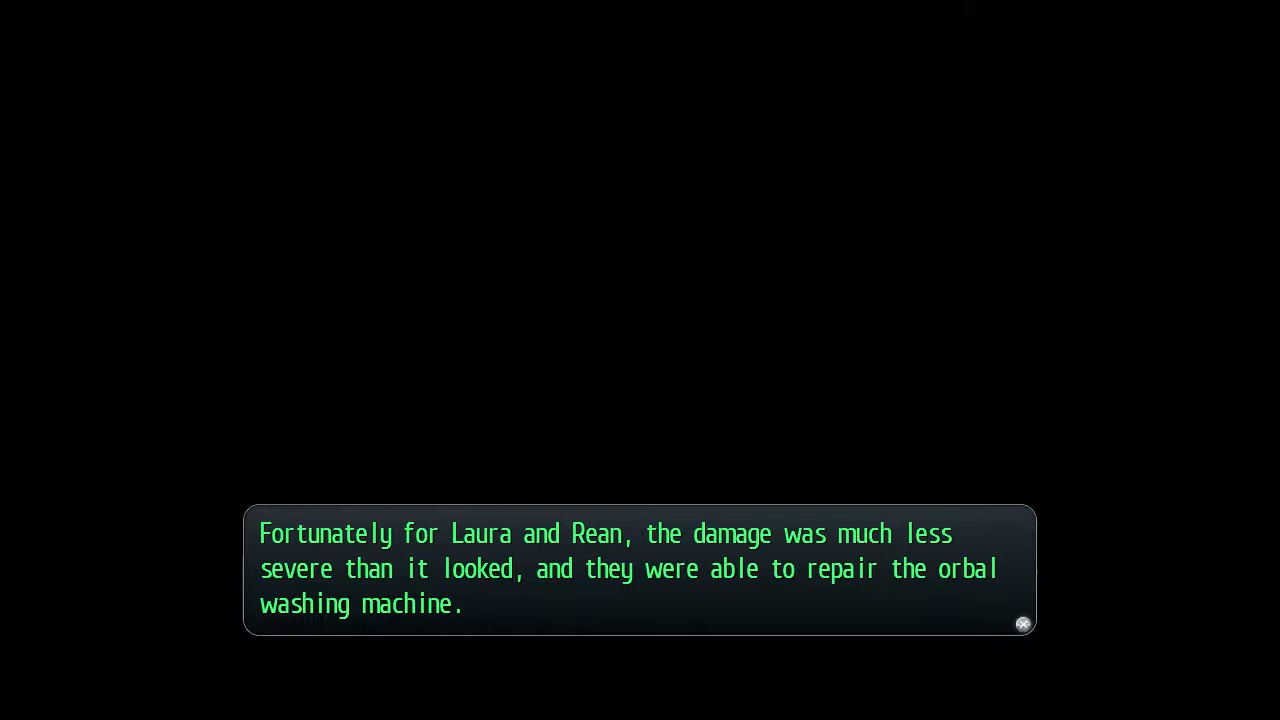 Fortunately for Laura and Rean, the damage was much less
severe than it looked, and they were able to repair the orbal
washing machine.